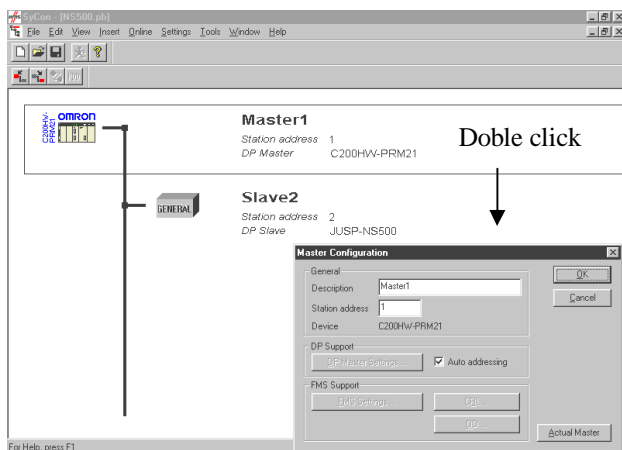 SyCon - [NS500.pb]
File Edit View Insert Online Settings Tools Window Help
OMRON
C200HW-
PRM21
Master1
Station address 1
DP Master C200HW-PRM21
Doble click
GENERAL
Slave2
Station address 2
DP Slave JUSP-NS500
Master Configuration
General
Description Master1
Station address 1
Device C200HW-PRM21
OK
Cancel
DP Support
DP Master Settings... Auto addressing
FMS Support
FMS Settings... CRL...
OD...
Actual Master
For Help, press F1